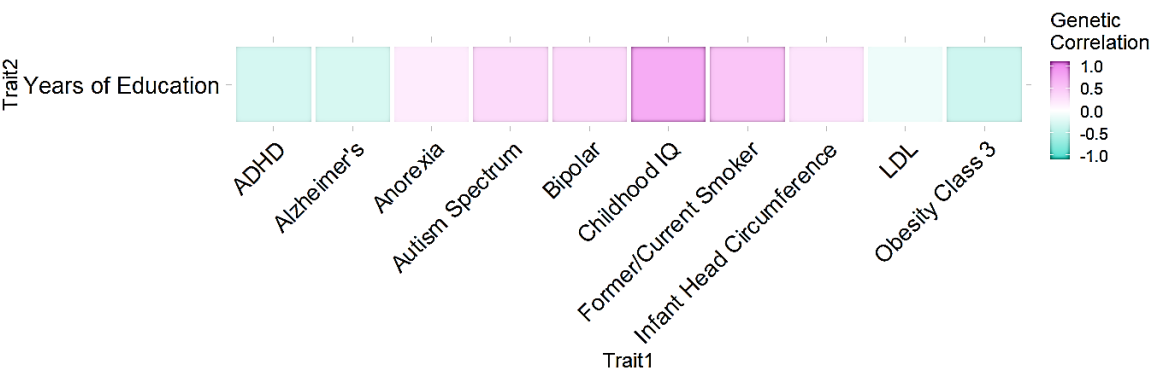 Genetic
Correlation
1.0
0.5
0.0
-0.5
-1.0
Trait2
Years of Education
ADHD
Alzheimer's
Anorexia
Autism Spectrum
Bipolar
Childhood IQ
Former/Current Smoker
Infant Head Circumference
LDL
Obesity Class 3
Trait1